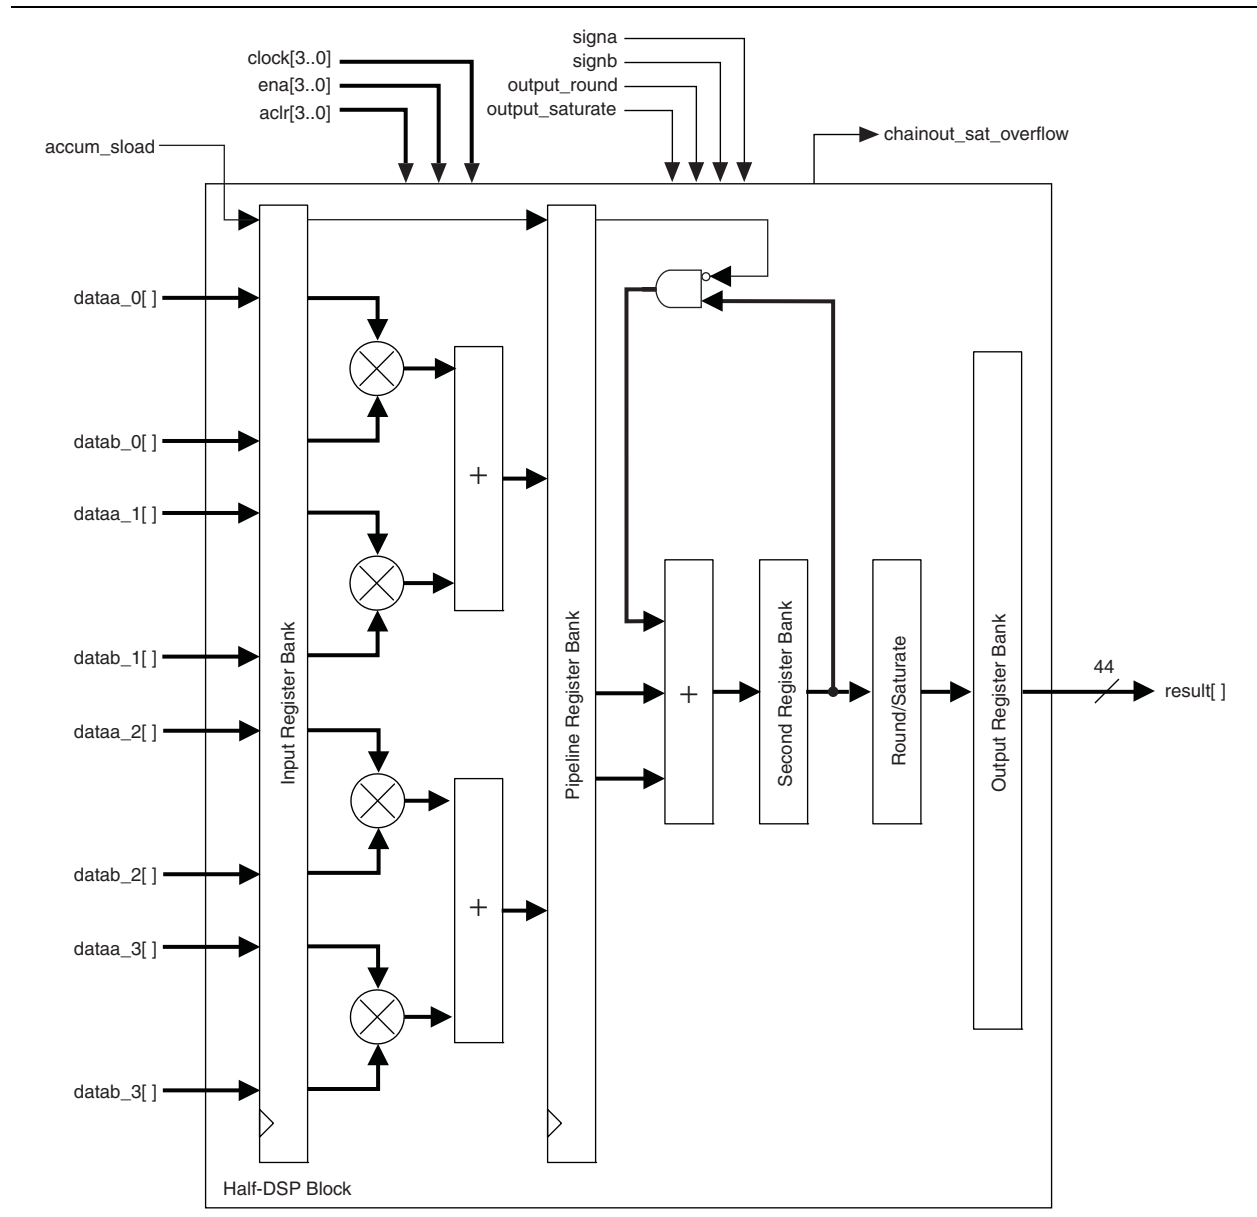 signa
signb
output_round
output_saturate
clock[3..0]
ena[3..0]
aclr[3..0]
chainout_sat_overflow
accum_sload
dataa_0[ ]
datab_0[ ]
dataa_1[ ]
datab_1[ ]
dataa_2[ ]
datab_2[ ]
dataa_3[ ]
datab_3[ ]
Input Register Bank
+
+
Pipeline Register Bank
+
Second Register Bank
Round/Saturate
Output Register Bank
44
result[ ]
Half-DSP Block